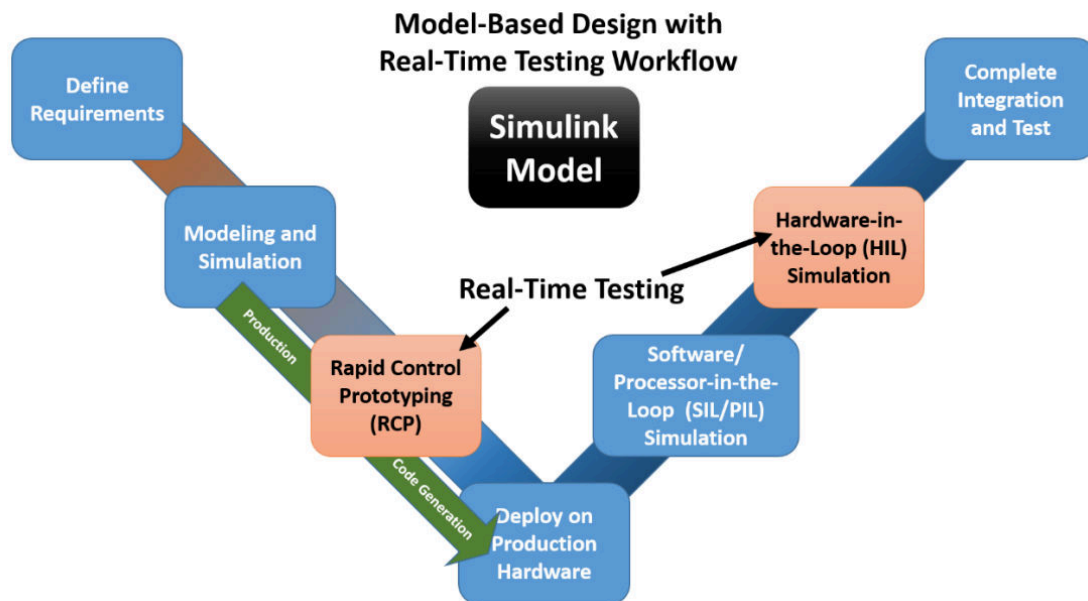 Model-Based Design with
Real-Time Testing Workflow
Simulink
Model
Define
Requirements
Modeling and
Simulation
Production
Code Generation
Rapid Control
Prototyping
(RCP)
Real-Time Testing
Deploy on
Production
Hardware
Software/
Processor-in-the-
Loop (SIL/PIL)
Simulation
Hardware-in-
the-Loop (HIL)
Simulation
Complete
Integration
and Test